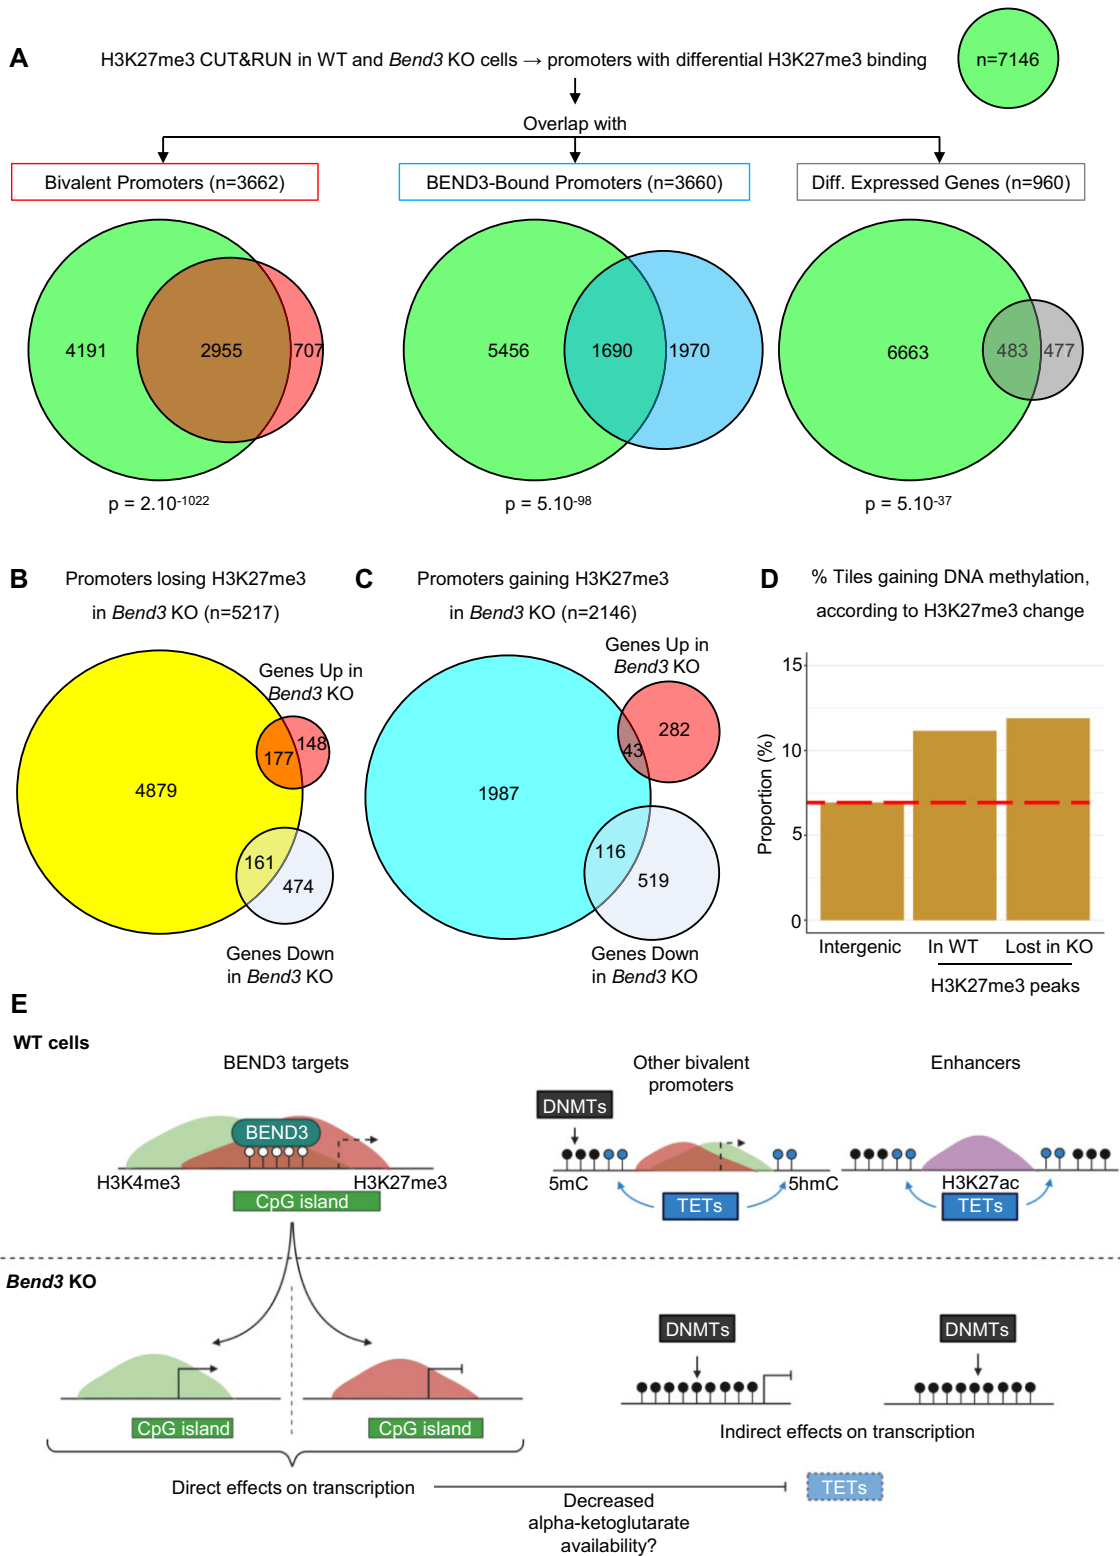 A
H3K27me3 CUT&RUN in WT and Bend3 KO cells → promoters with differential H3K27me3 binding
n=7146
Overlap with
Bivalent Promoters (n=3662)
BEND3-Bound Promoters (n=3660)
Diff. Expressed Genes (n=960)
4191
2955
707
5456
1690
1970
6663
483
477
p = 2.10-1022
p = 5.10-98
p = 5.10-37
B
Promoters losing H3K27me3
in Bend3 KO (n=5217)
Genes Up in
Bend3 KO
148
177
4879
161
474
Genes Down
in Bend3 KO
C
Promoters gaining H3K27me3
in Bend3 KO (n=2146)
Genes Up in
Bend3 KO
282
43
1987
116
519
Genes Down
in Bend3 KO
D
% Tiles gaining DNA methylation,
according to H3K27me3 change
Proportion (%)
15
10
5
0
Intergenic
In WT
Lost in KO
H3K27me3 peaks
E
WT cells
BEND3 targets
Other bivalent
promoters
Enhancers
DNMTs
BEND3
H3K4me3
H3K27me3
CpG island
5mC
5hmC
TETs
H3K27ac
TETs
Bend3 KO
DNMTs
DNMTs
CpG island
CpG island
Indirect effects on transcription
Direct effects on transcription
TETs
Decreased
alpha-ketoglutarate
availability?